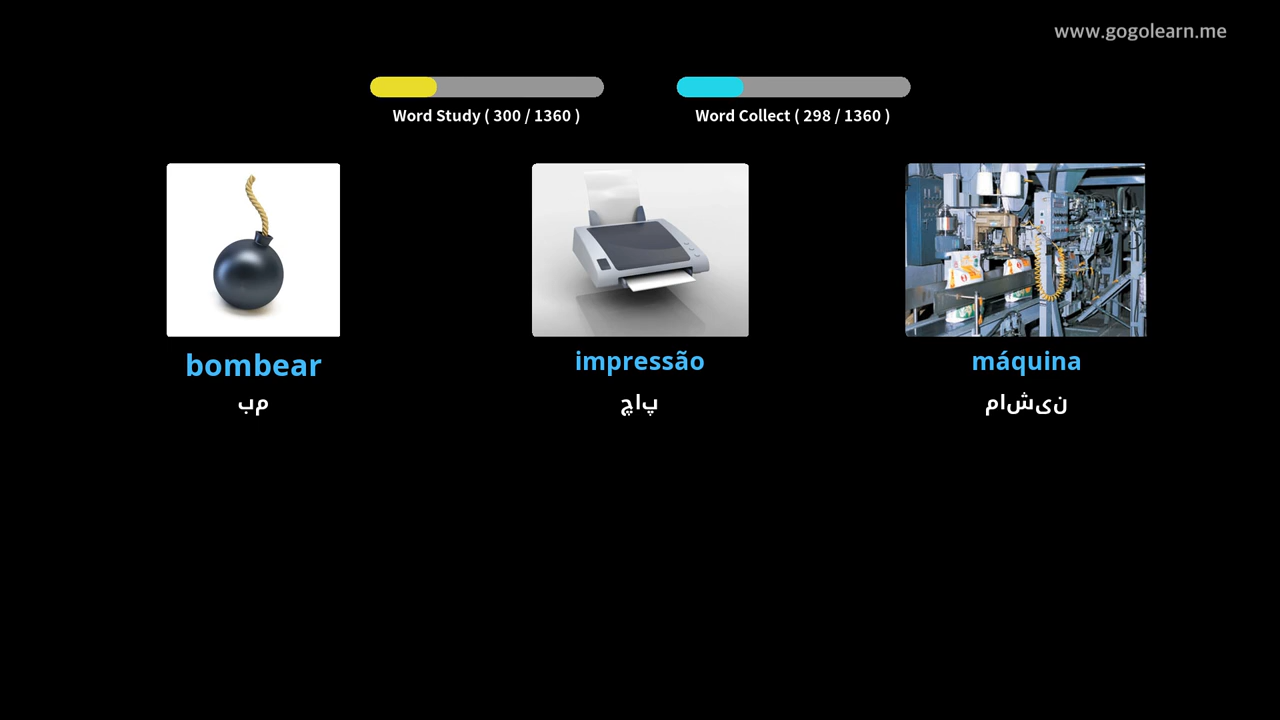 www.gogolearn.me
Word Study ( 300 / 1360 )
Word Collect ( 298 / 1360 )
bombear
بم
impressão
چاپ
máquina
ماشین